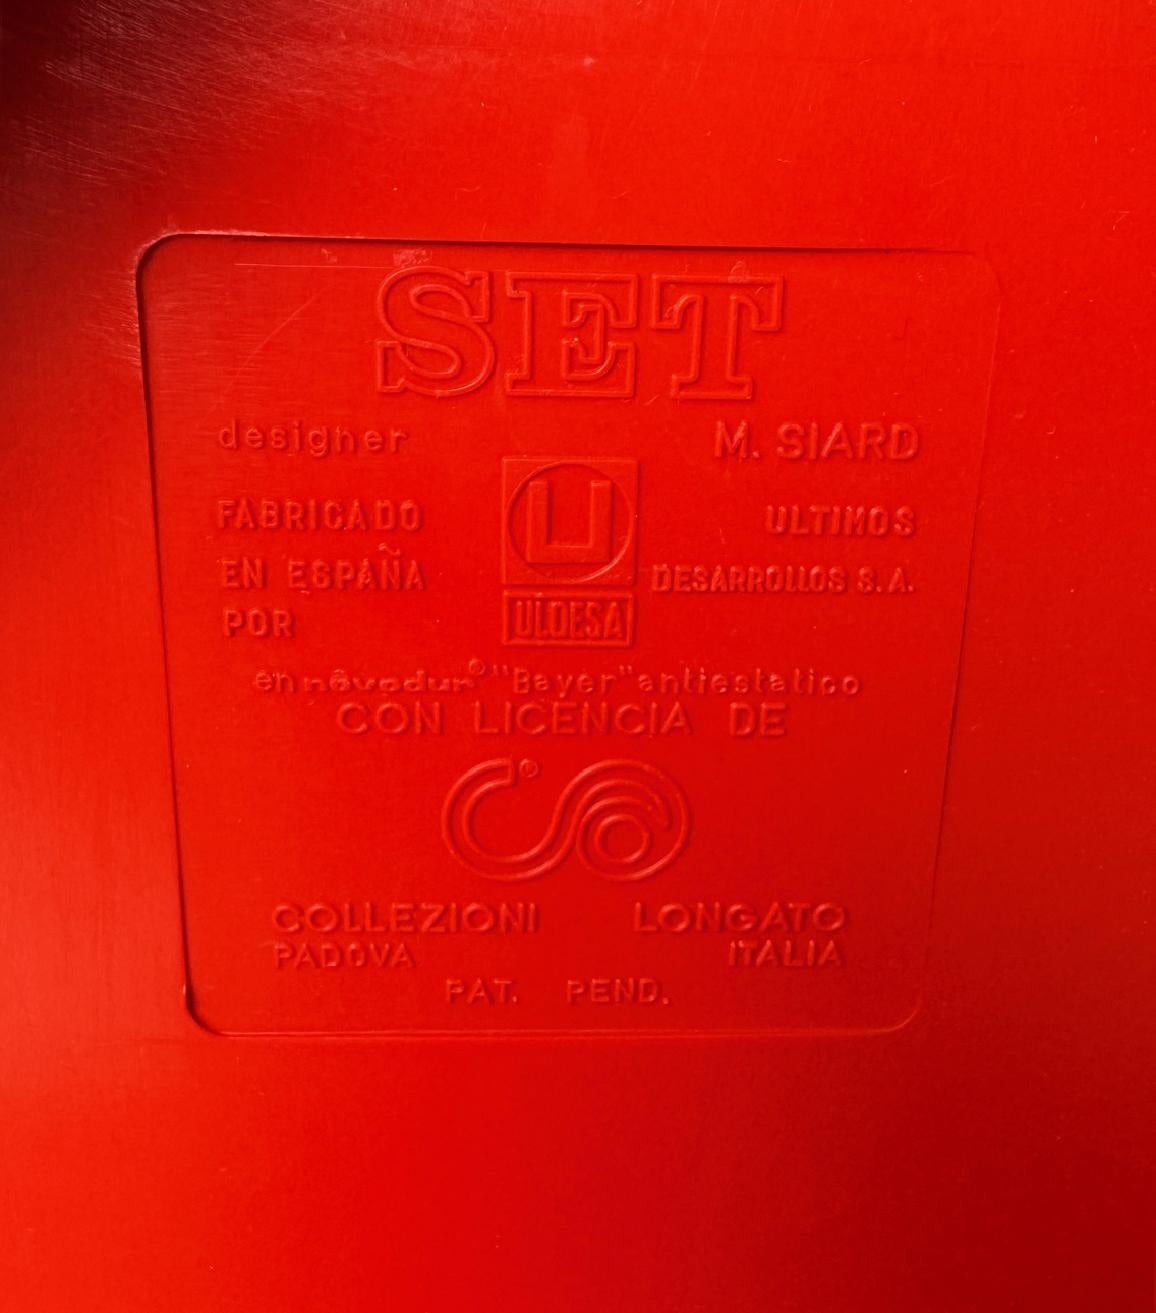 SET
designer M. SIARD
FABRICADO ULTIMOS
EN ESPAÑA DESARROLLOS S.A.
POR ULDESA
en novodur® "Bayer" antiestatico
CON LICENCIA DE
COLLEZIONI LONGATO
PADOVA ITALIA
PAT. PEND.